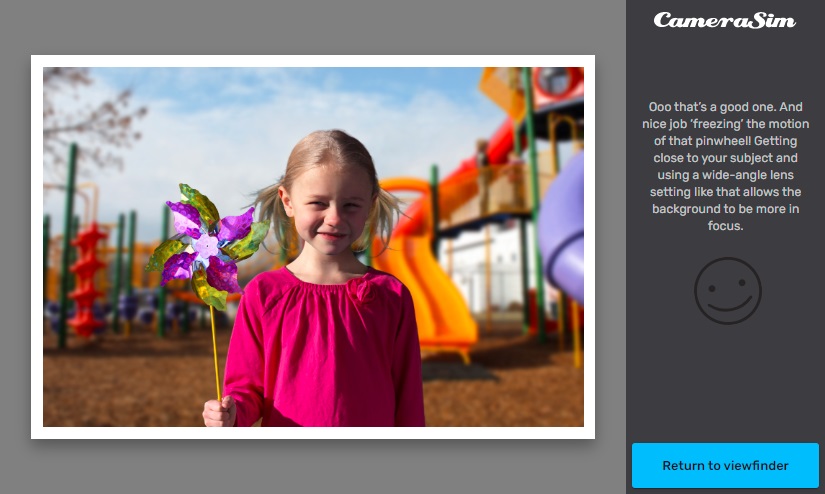 CameraSim
Ooo that's a good one. And
nice job 'freezing' the motion
of that pinwheel! Getting
close to your subject and
using a wide-angle lens
setting like that allows the
background to be more in
focus.
Return to viewfinder